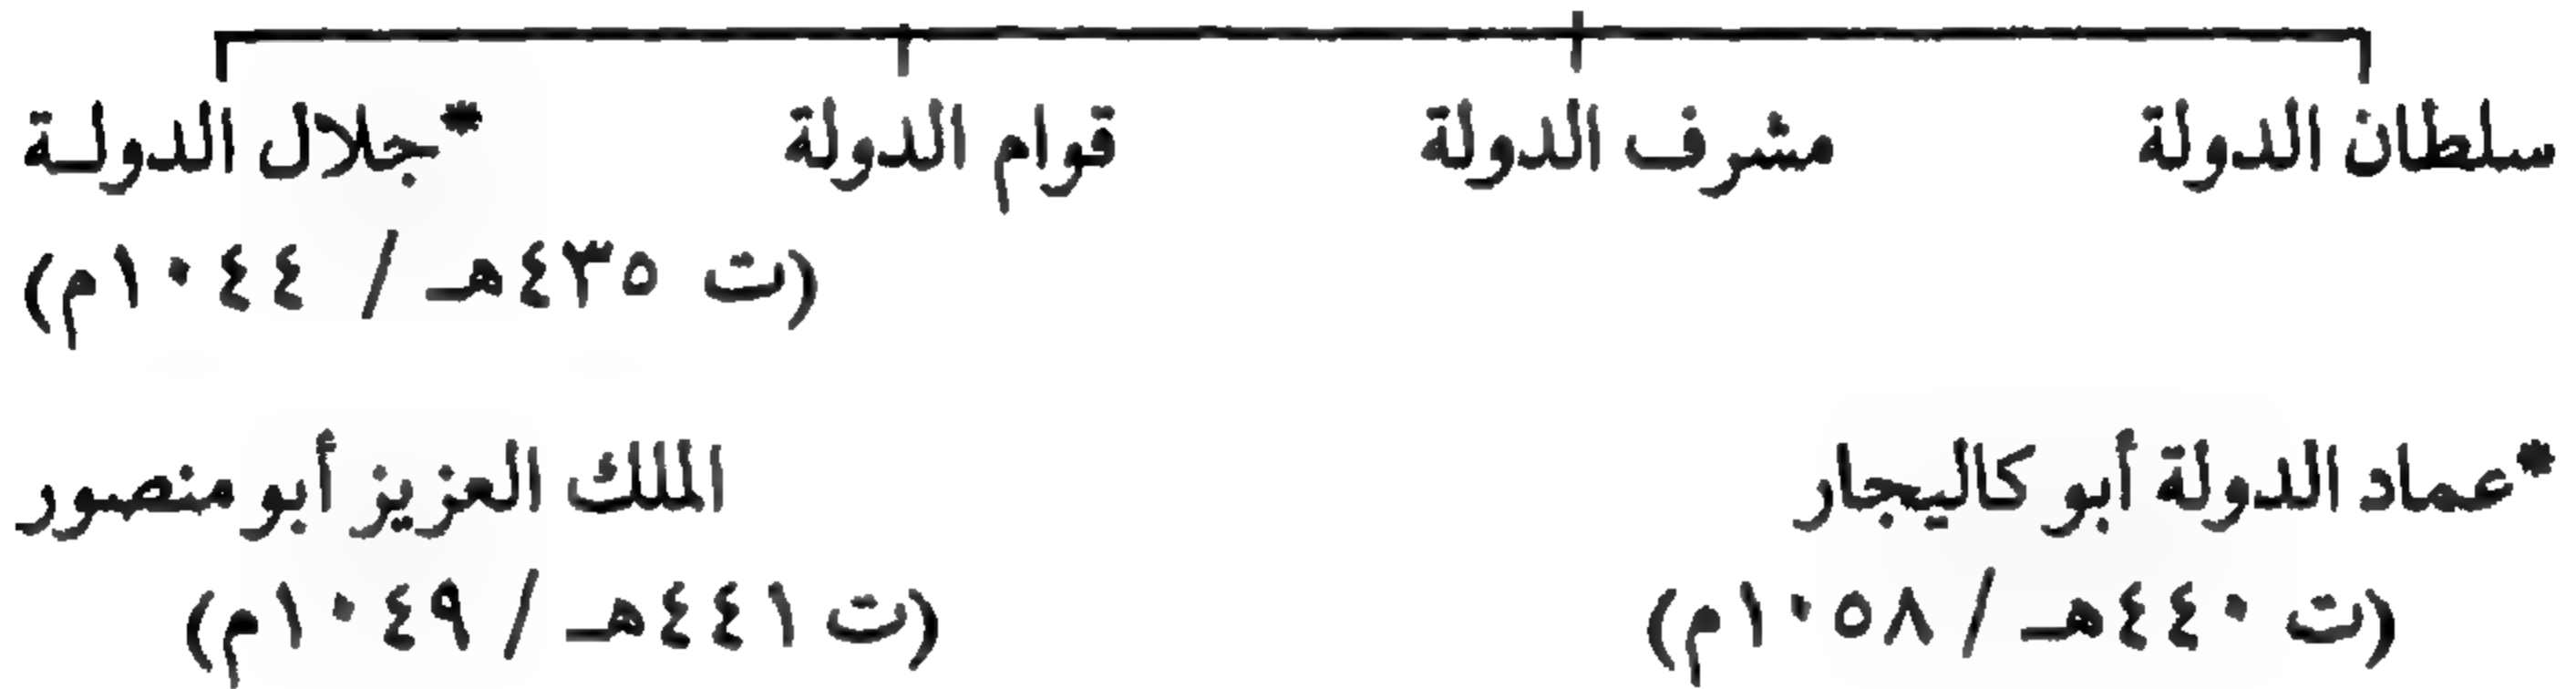 سلطان الدولة مشرف الدولة قوام الدولة *جلال الدولـة
(ت ٤٣٥هـ / ١٠٤٤م)
*عماد الدولة أبو كاليجار الملك العزيز أبو منصور
(ت ٤٤٠هـ / ١٠٥٨م) (ت ٤٤١هـ / ١٠٤٩م)